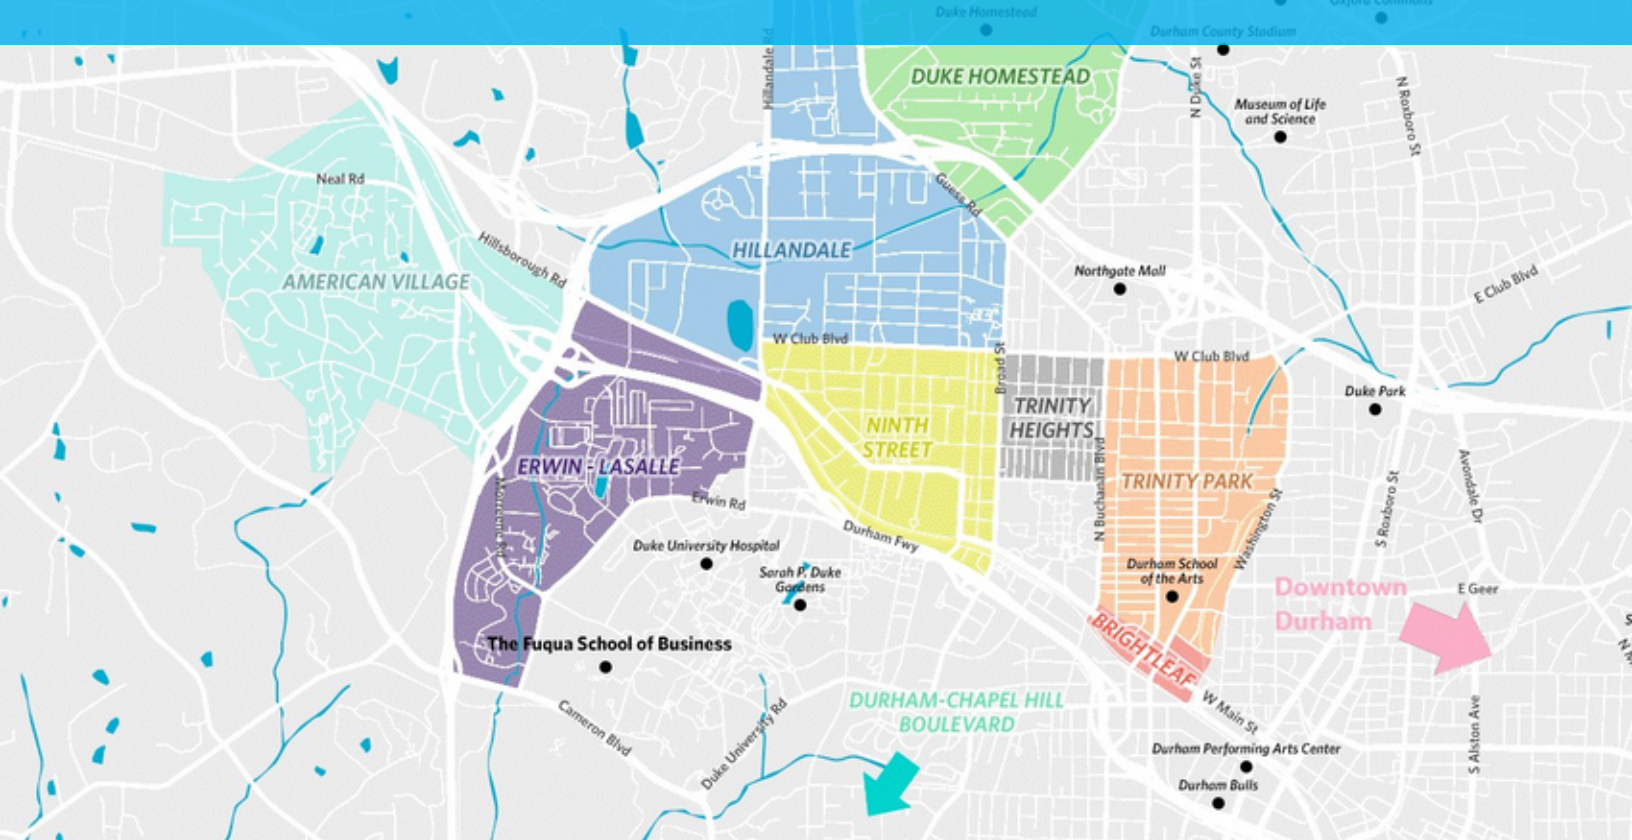 Duke Homestead
Oxford Commons
Durham County Stadium
Hillandale Rd
DUKE HOMESTEAD
N Duke St
N Roxboro St
Museum of Life
and Science
Neal Rd
Guess Rd
Hillsborough Rd
HILLANDALE
AMERICAN VILLAGE
Northgate Mall
E Club Blvd
W Club Blvd
Broad St
W Club Blvd
Duke Park
TRINITY
HEIGHTS
NINTH
STREET
N Buchanan Blvd
ERWIN - LASALLE
TRINITY PARK
Avondale Dr
S Roxboro St
Washington St
Erwin Rd
Durham Fwy
Duke University Hospital
Sarah P. Duke
Gardens
Durham School
of the Arts
Downtown
Durham
E Geer
BRIGHTLEAF
The Fuqua School of Business
DURHAM-CHAPEL HILL
BOULEVARD
W Main St
Cameron Blvd
Duke University Rd
S Alston Ave
Durham Performing Arts Center
Durham Bulls